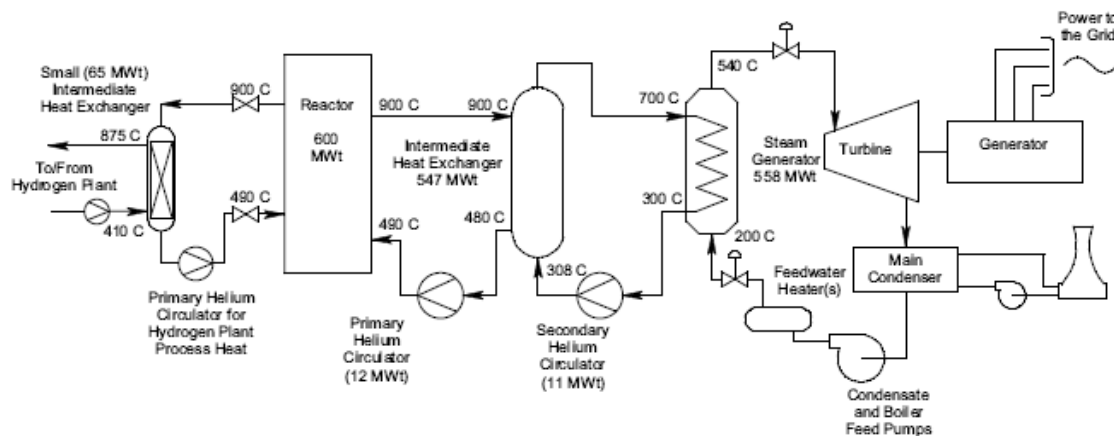 Small (65 MWt)
Intermediate
Heat Exchanger
900 C
875 C
To/From
Hydrogen Plant
410 C
490 C
Primary Helium
Circulator for
Hydrogen Plant
Process Heat
Reactor
600
MWt
900 C
900 C
Intermediate
Heat Exchanger
547 MWt
490 C
480 C
Primary
Helium
Circulator
(12 MWt)
308 C
Secondary
Helium
Circulator
(11 MWt)
700 C
300 C
540 C
200 C
Steam
Generator
558 MWt
Turbine
Generator
Power to
the Grid
Main
Condenser
Feedwater
Heater(s)
Condensate
and Boiler
Feed Pumps